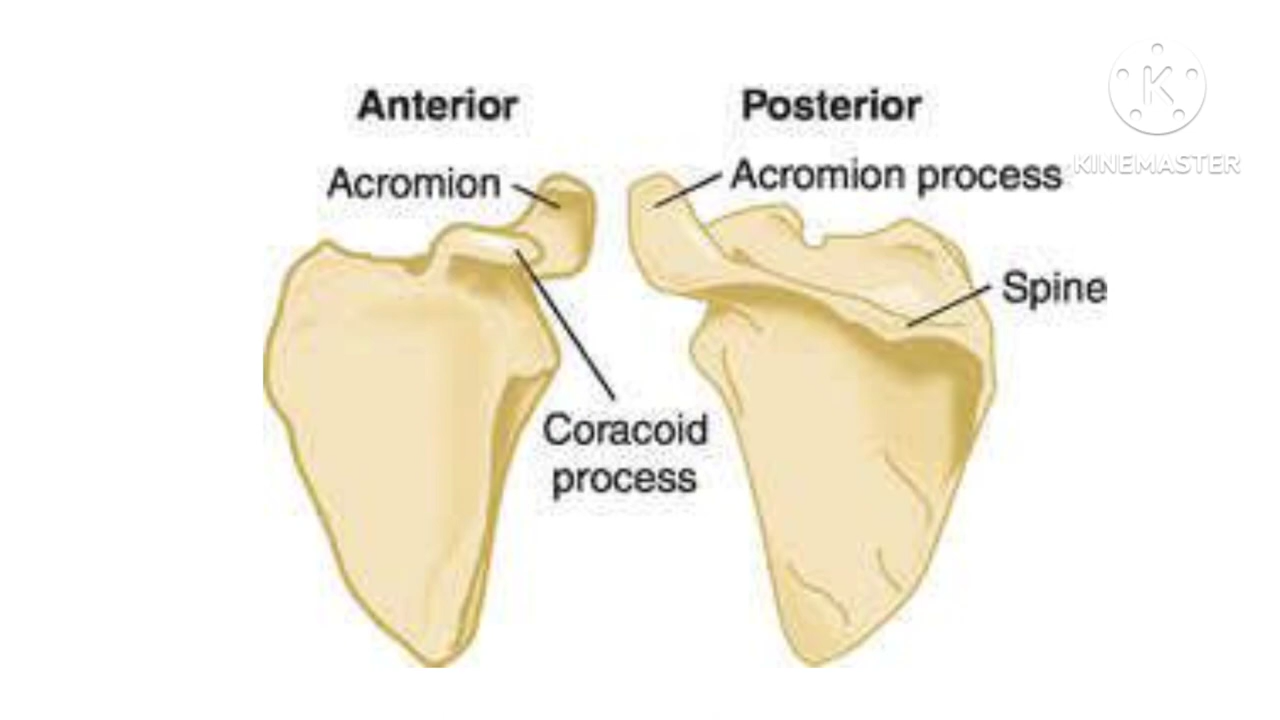 Anterior
Posterior
Acromion
Acromion process
KINEMASTER
K
Spine
Coracoid
process